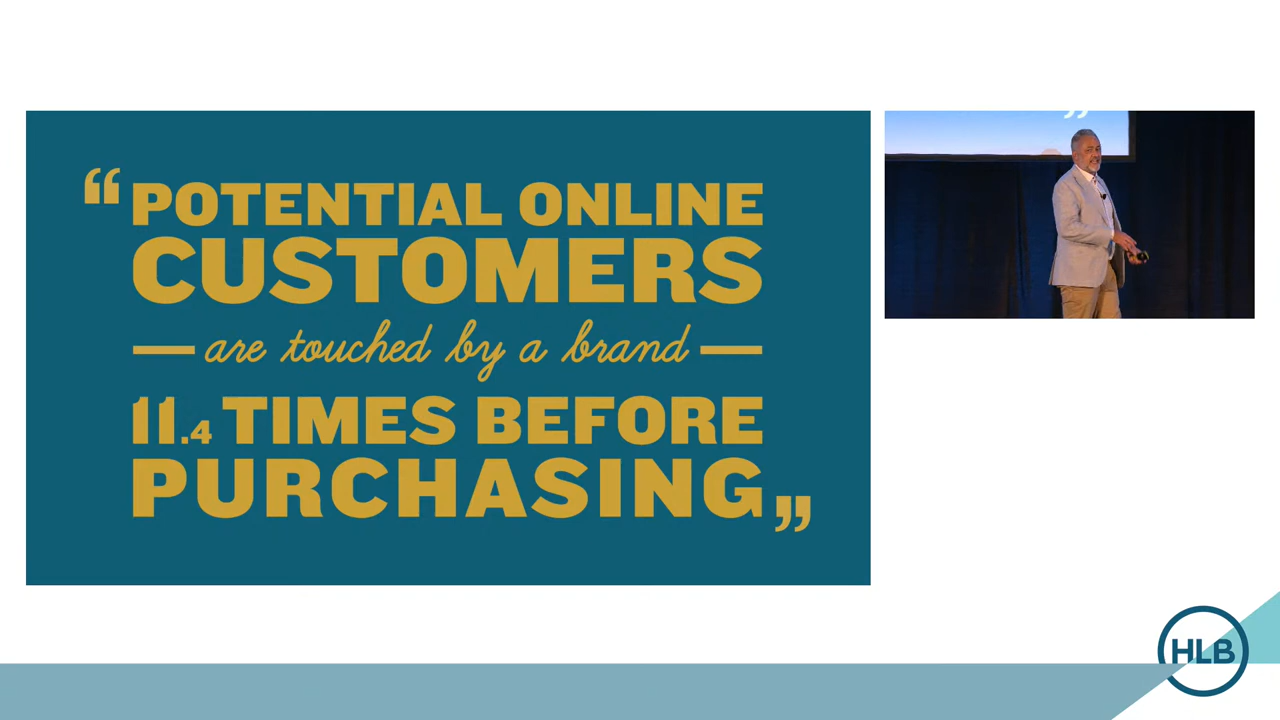 “POTENTIAL ONLINE
CUSTOMERS
are touched by a brand
11.4 TIMES BEFORE
PURCHASING„
HLB